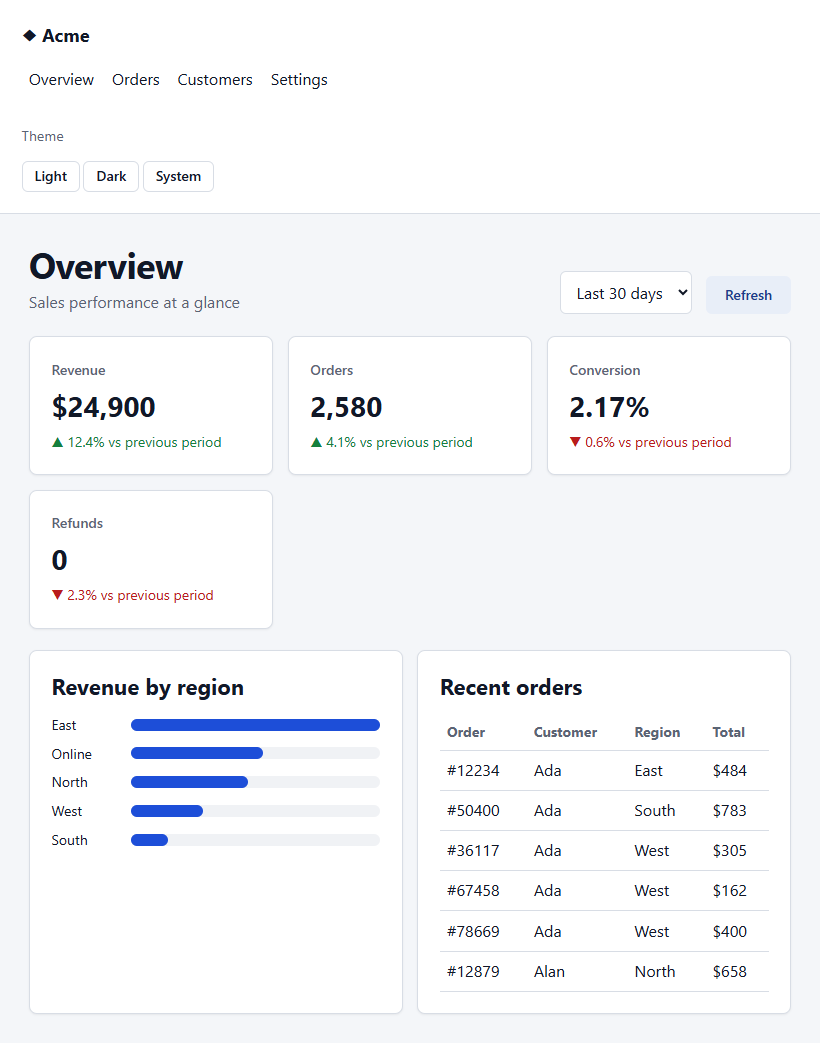 ◆ Acme
Overview Orders Customers Settings
Theme
Light Dark System
Overview
Sales performance at a glance
Last 30 days Refresh
Revenue
$24,900
▲ 12.4% vs previous period
Orders
2,580
▲ 4.1% vs previous period
Conversion
2.17%
▼ 0.6% vs previous period
Refunds
0
▼ 2.3% vs previous period
Revenue by region
East
Online
North
West
South
Recent orders
Order Customer Region Total
#12234 Ada East $484
#50400 Ada South $783
#36117 Ada West $305
#67458 Ada West $162
#78669 Ada West $400
#12879 Alan North $658